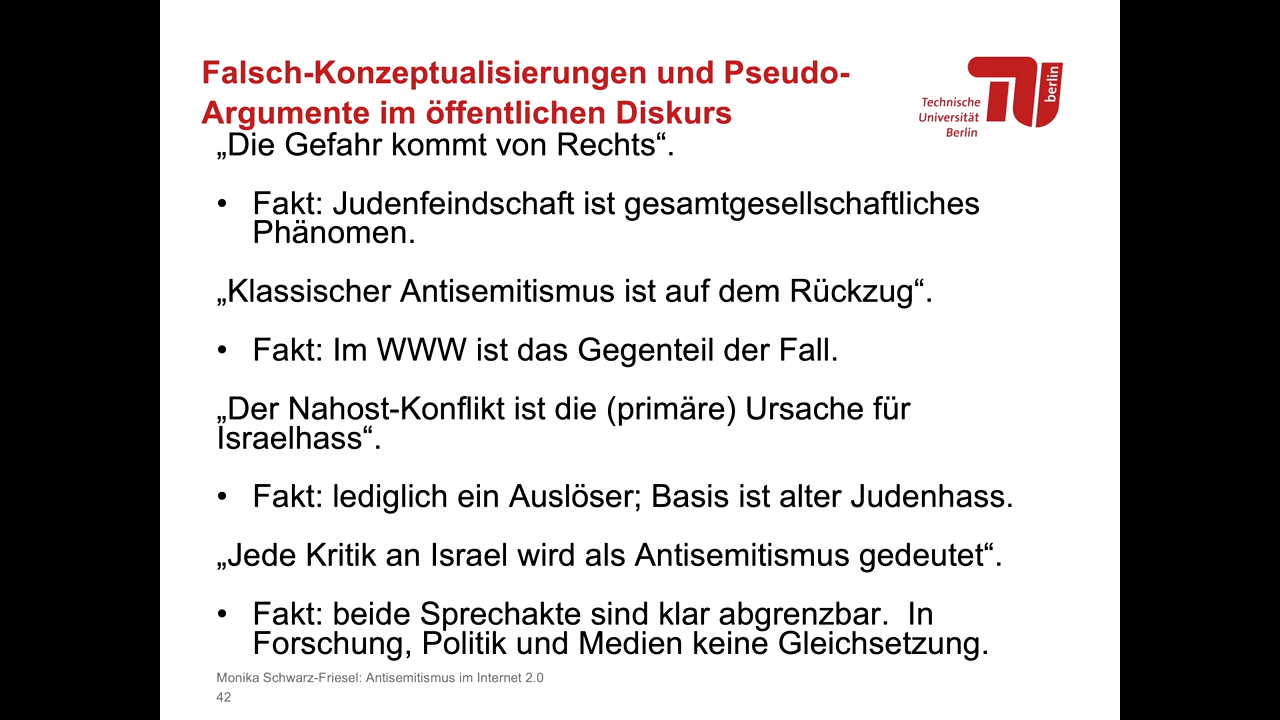 Falsch-Konzeptualisierungen und Pseudo-
Argumente im öffentlichen Diskurs
Technische
Universität
Berlin
berlin
„Die Gefahr kommt von Rechts“.
• Fakt: Judenfeindschaft ist gesamtgesellschaftliches
Phänomen.
„Klassischer Antisemitismus ist auf dem Rückzug“.
• Fakt: Im WWW ist das Gegenteil der Fall.
„Der Nahost-Konflikt ist die (primäre) Ursache für
Israelhass“.
• Fakt: lediglich ein Auslöser; Basis ist alter Judenhass.
„Jede Kritik an Israel wird als Antisemitismus gedeutet“.
• Fakt: beide Sprechakte sind klar abgrenzbar.  In
Forschung, Politik und Medien keine Gleichsetzung.
Monika Schwarz-Friesel: Antisemitismus im Internet 2.0
42